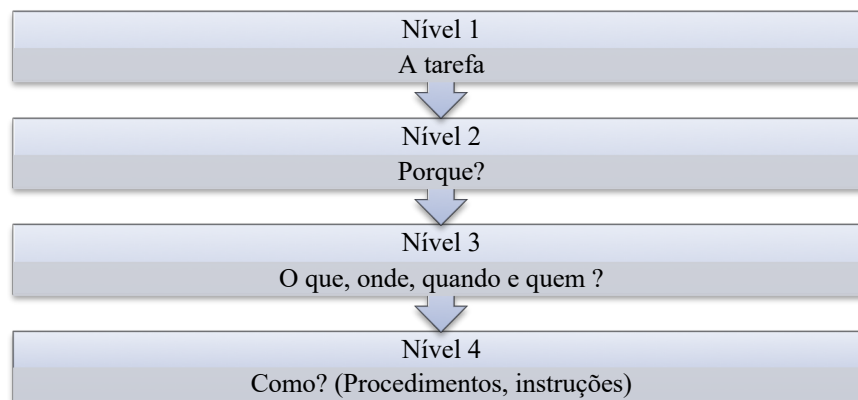 Nível 1
A tarefa
Nível 2
Porque?
Nível 3
O que, onde, quando e quem ?
Nível 4
Como? (Procedimentos, instruções)